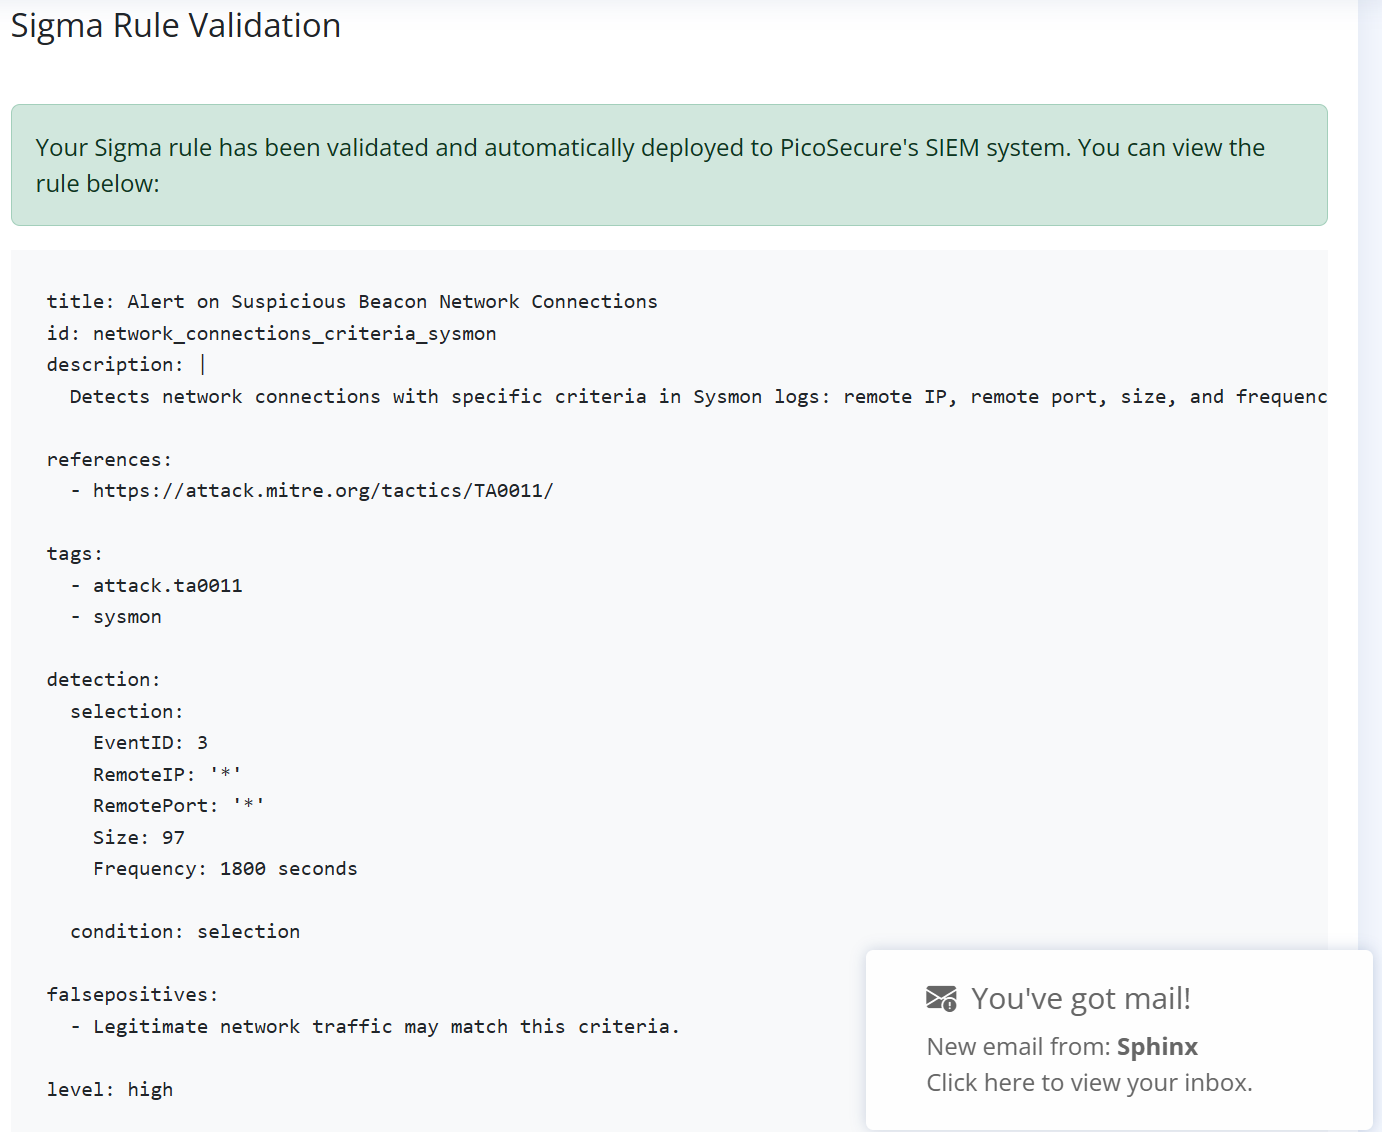 Sigma Rule Validation
Your Sigma rule has been validated and automatically deployed to PicoSecure's SIEM system. You can view the
rule below:
title: Alert on Suspicious Beacon Network Connections
id: network_connections_criteria_sysmon
description: |
  Detects network connections with specific criteria in Sysmon logs: remote IP, remote port, size, and frequenc
references:
  - https://attack.mitre.org/tactics/TA0011/
tags:
  - attack.ta0011
  - sysmon
detection:
  selection:
    EventID: 3
    RemoteIP: '*'
    RemotePort: '*'
    Size: 97
    Frequency: 1800 seconds
  condition: selection
falsepositives:
  - Legitimate network traffic may match this criteria.
level: high
You've got mail!
New email from: Sphinx
Click here to view your inbox.